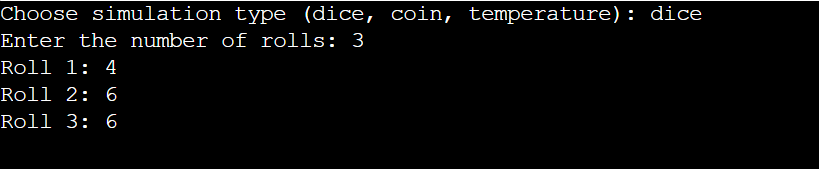 Choose simulation type (dice, coin, temperature): dice
Enter the number of rolls: 3
Roll 1: 4
Roll 2: 6
Roll 3: 6